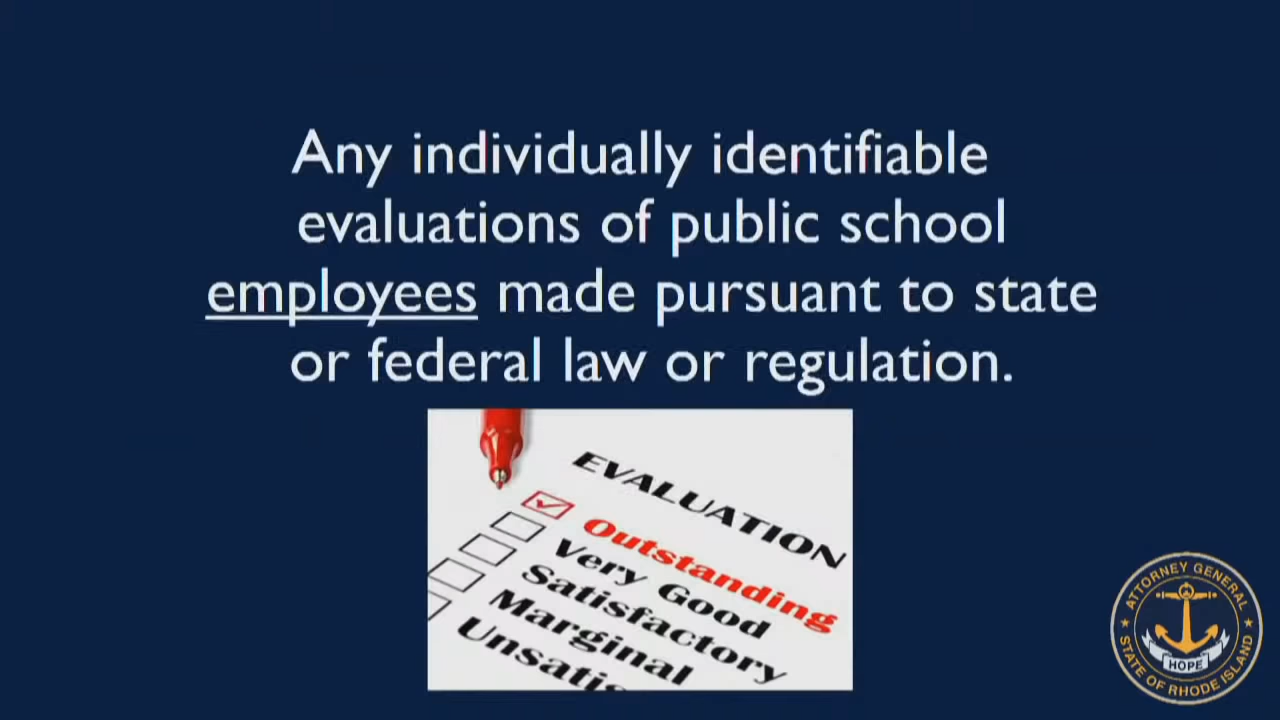 Any individually identifiable
evaluations of public school
employees made pursuant to state
or federal law or regulation.
EVALUATION
Outstanding
Very Good
Satisfactory
Marginal
Unsatis
ATTORNEY GENERAL
HOPE
STATE OF RHODE ISLAND